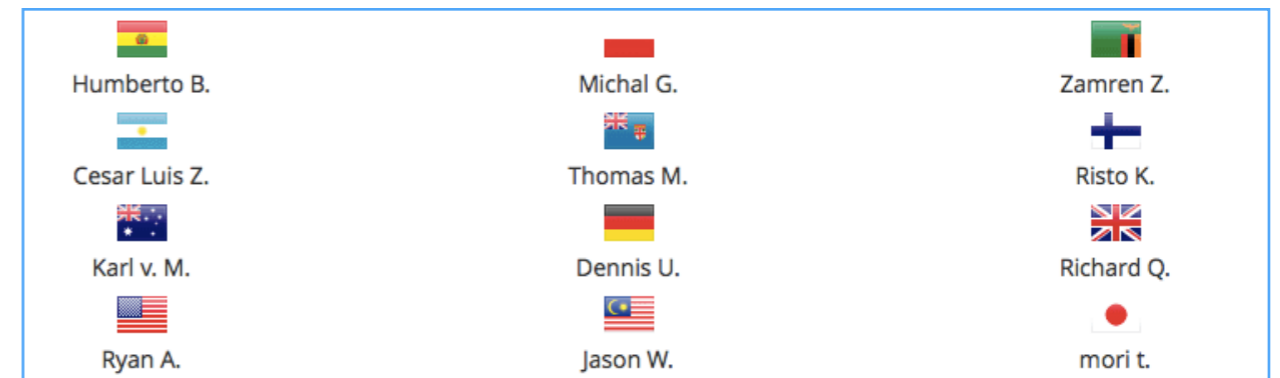 Humberto B.
Michal G.
Zamren Z.
Cesar Luis Z.
Thomas M.
Risto K.
Karl v. M.
Dennis U.
Richard Q.
Ryan A.
Jason W.
mori t.